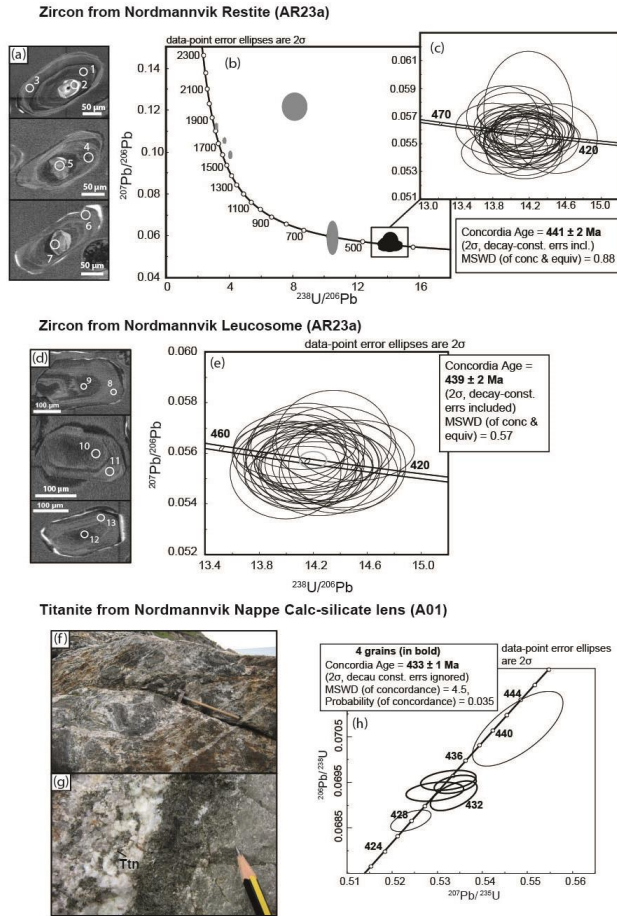 Zircon from Nordmannvik Restite (AR23a)
(a)
1
2
3
50 µm
4
5
50 µm
6
7
50 µm
data-point error ellipses are 2σ
(b)
0.14
0.12
0.10
0.08
0.06
0.04
207Pb/206Pb
2300
2100
1900
1700
1500
1300
1100
900
700
500
0
4
8
12
16
238U/206Pb
(c)
0.061
0.059
0.057
0.055
0.053
0.051
470
420
13.0
13.4
13.8
14.2
14.6
15.0
Concordia Age = 441 ± 2 Ma
(2σ, decay-const. errs incl.)
MSWD (of conc & equiv) = 0.88
Zircon from Nordmannvik Leucosome (AR23a)
(d)
9
8
100 µm
10
11
100 µm
100 µm
13
12
data-point error ellipses are 2σ
(e)
0.060
0.058
0.056
0.054
0.052
207Pb/206Pb
460
420
13.4
13.8
14.2
14.6
15.0
238U/206Pb
Concordia Age =
439 ± 2 Ma
(2σ, decay-const.
errs included)
MSWD (of conc &
equiv) = 0.57
Titanite from Nordmannvik Nappe Calc-silicate lens (A01)
(f)
(g)
Ttn
4 grains (in bold)
Concordia Age = 433 ± 1 Ma
(2σ, decau const. errs ignored)
MSWD (of concordance) = 4.5,
Probability (of concordance) = 0.035
data-point error ellipses
are 2σ
(h)
0.0705
0.0695
0.0685
206Pb/238U
444
440
436
432
428
424
0.51
0.52
0.53
0.54
0.55
207Pb/235U